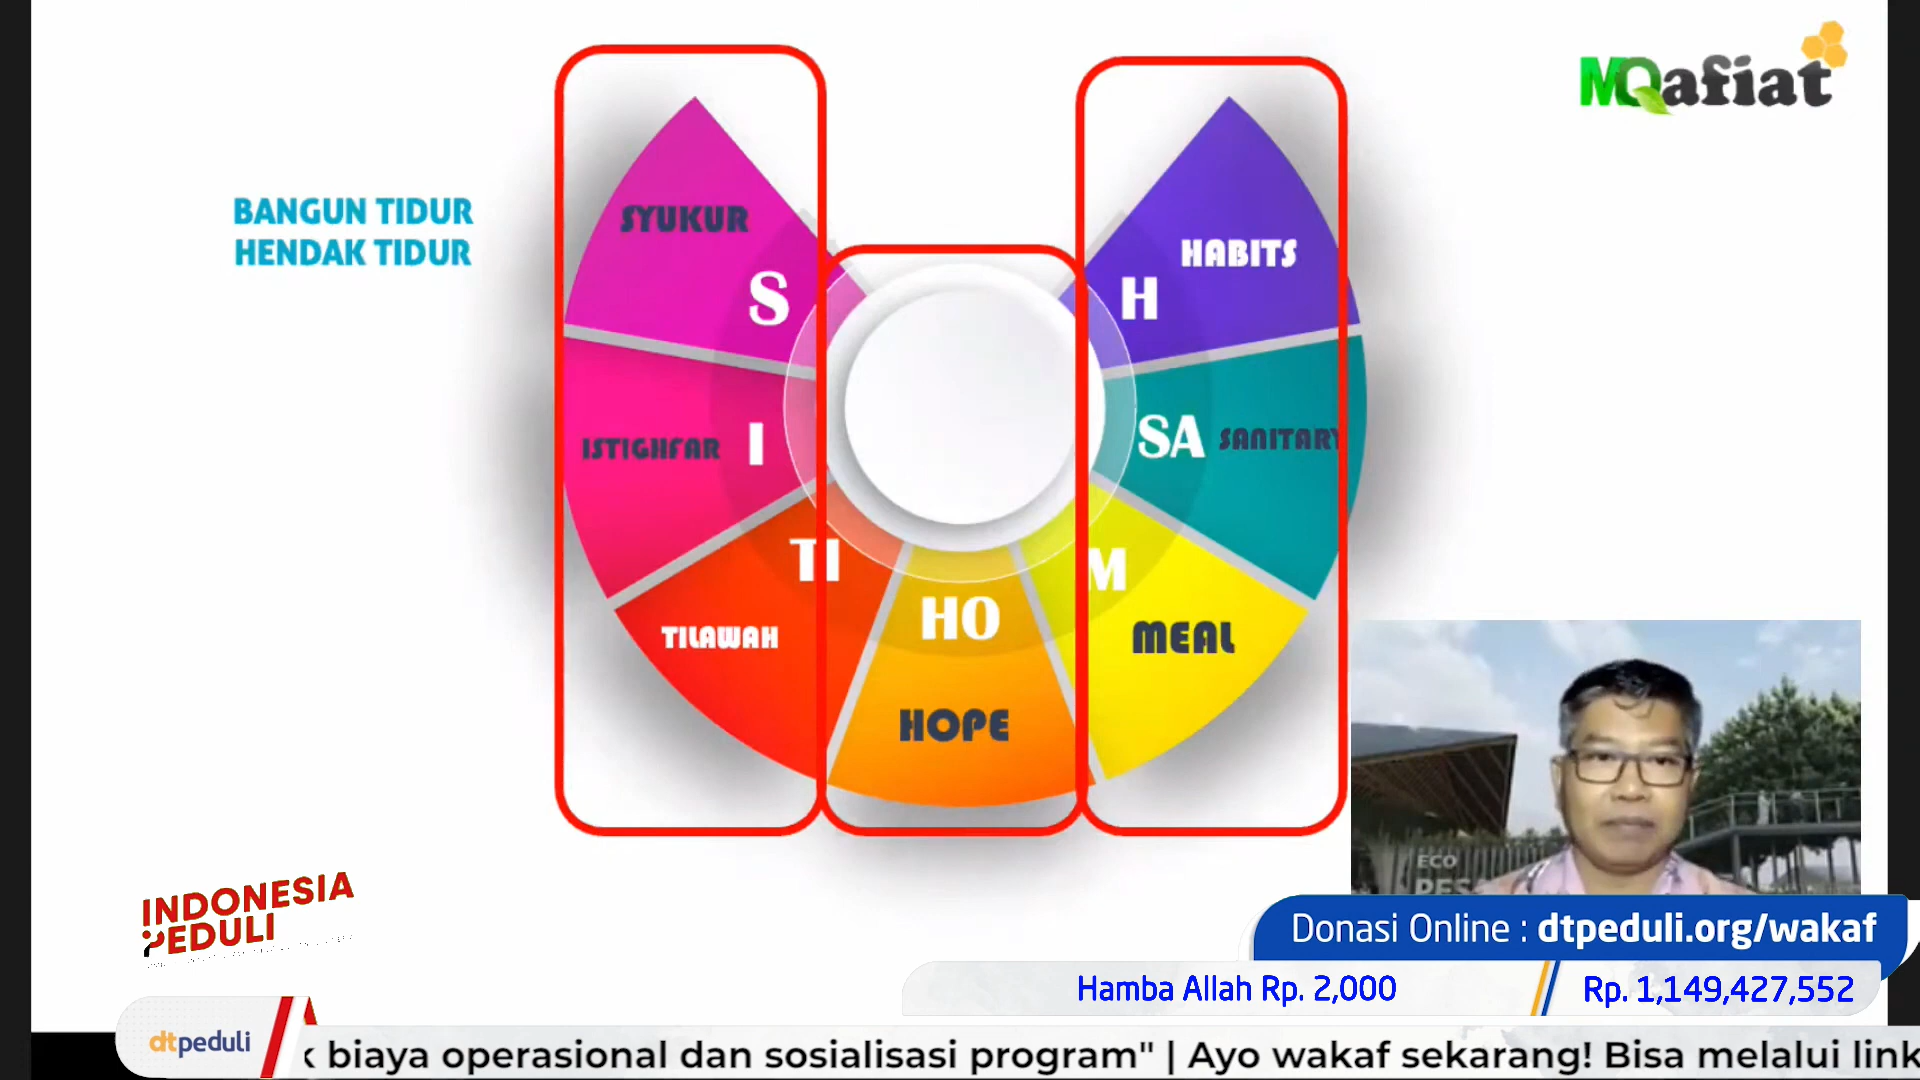 MQafiat
BANGUN TIDUR
HENDAK TIDUR
SYUKUR
S
ISTIGHFAR
I
TI
TILAWAH
HO
HOPE
M
MEAL
SA
SANITARY
H
HABITS
ECO
INDONESIA
PEDULI
Donasi Online : dtpeduli.org/wakaf
Hamba Allah Rp. 2,000
Rp. 1,149,427,552
dtpeduli
k biaya operasional dan sosialisasi program" | Ayo wakaf sekarang! Bisa melalui link